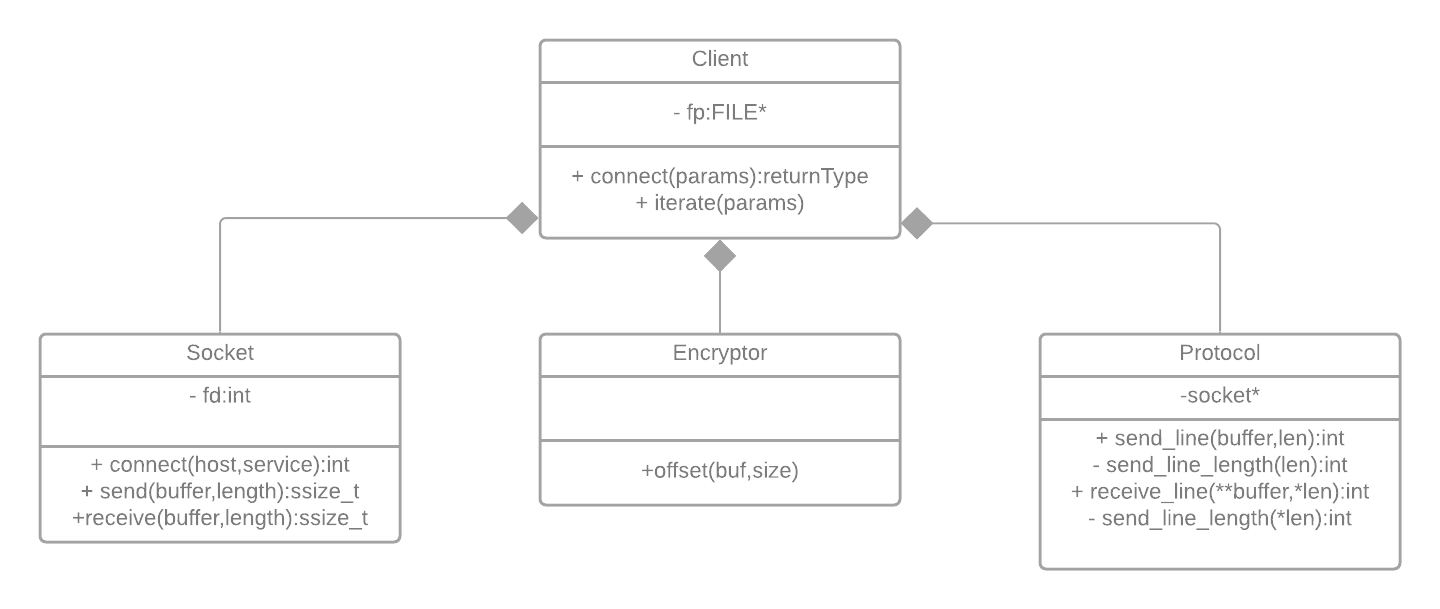 Client
- fp:FILE*
+ connect(params):returnType
+ iterate(params)
Socket
- fd:int
+ connect(host,service):int
+ send(buffer,length):ssize_t
+receive(buffer,length):ssize_t
Encryptor
+offset(buf,size)
Protocol
-socket*
+ send_line(buffer,len):int
- send_line_length(len):int
+ receive_line(**buffer,*len):int
- send_line_length(*len):int